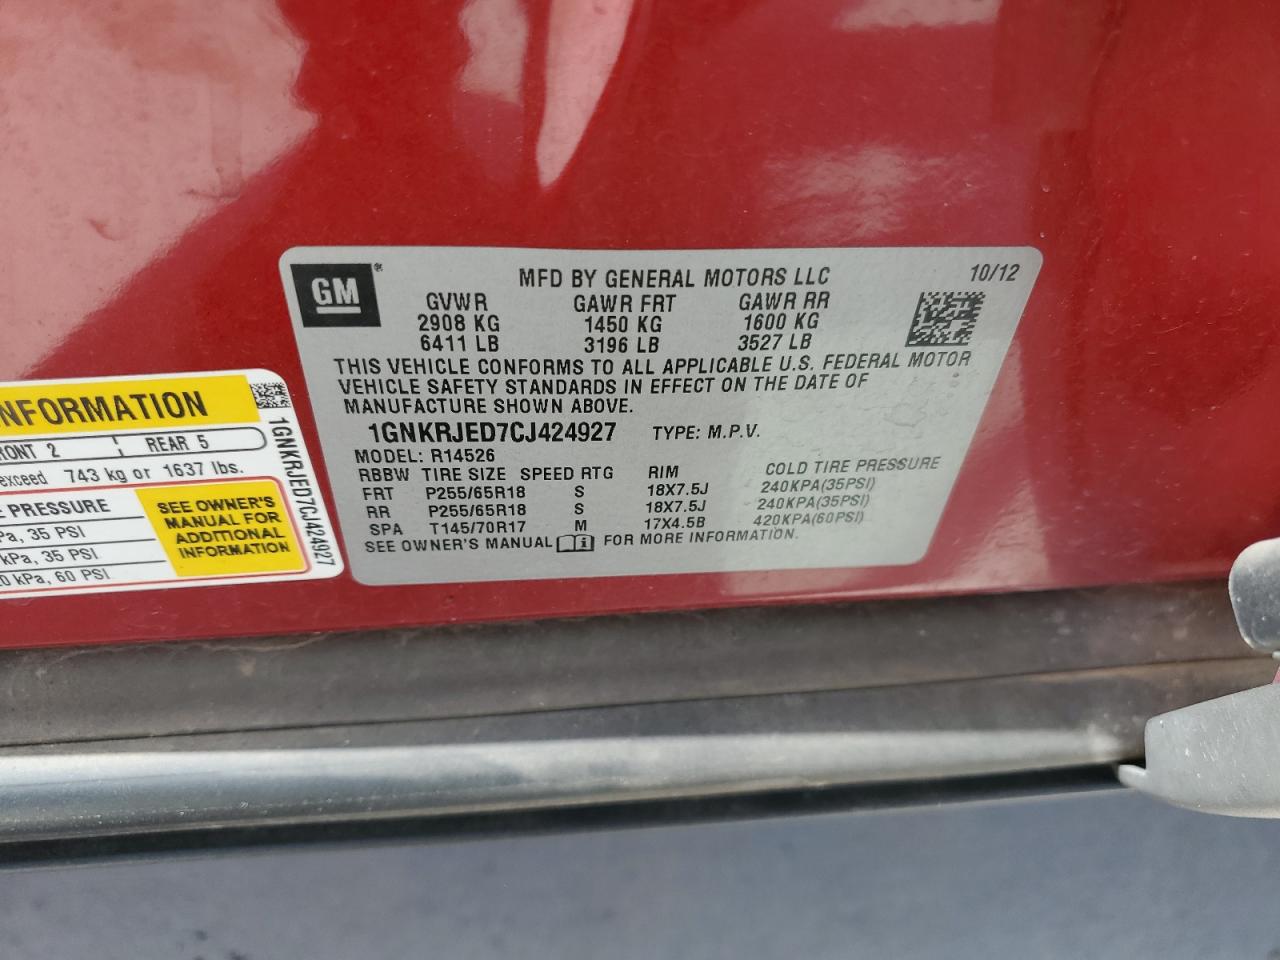 GM®
MFD BY GENERAL MOTORS LLC
10/12
GVWR GAWR FRT GAWR RR
2908 KG 1450 KG 1600 KG
6411 LB 3196 LB 3527 LB
THIS VEHICLE CONFORMS TO ALL APPLICABLE U.S. FEDERAL MOTOR
VEHICLE SAFETY STANDARDS IN EFFECT ON THE DATE OF
MANUFACTURE SHOWN ABOVE.
1GNKRJED7CJ424927 TYPE: M.P.V.
MODEL: R14526
RBBW TIRE SIZE SPEED RTG RIM COLD TIRE PRESSURE
FRT P255/65R18 S 18X7.5J 240KPA(35PSI)
RR P255/65R18 S 18X7.5J 240KPA(35PSI)
SPA T145/70R17 M 17X4.5B 420KPA(60PSI)
SEE OWNER'S MANUAL i FOR MORE INFORMATION.
NFORMATION
RONT 2 REAR 5
exceed 743 kg or 1637 lbs.
E PRESSURE
Pa, 35 PSI
kPa, 35 PSI
0 kPa, 60 PSI
SEE OWNER'S
MANUAL FOR
ADDITIONAL
INFORMATION
1GNKRJED7CJ424927